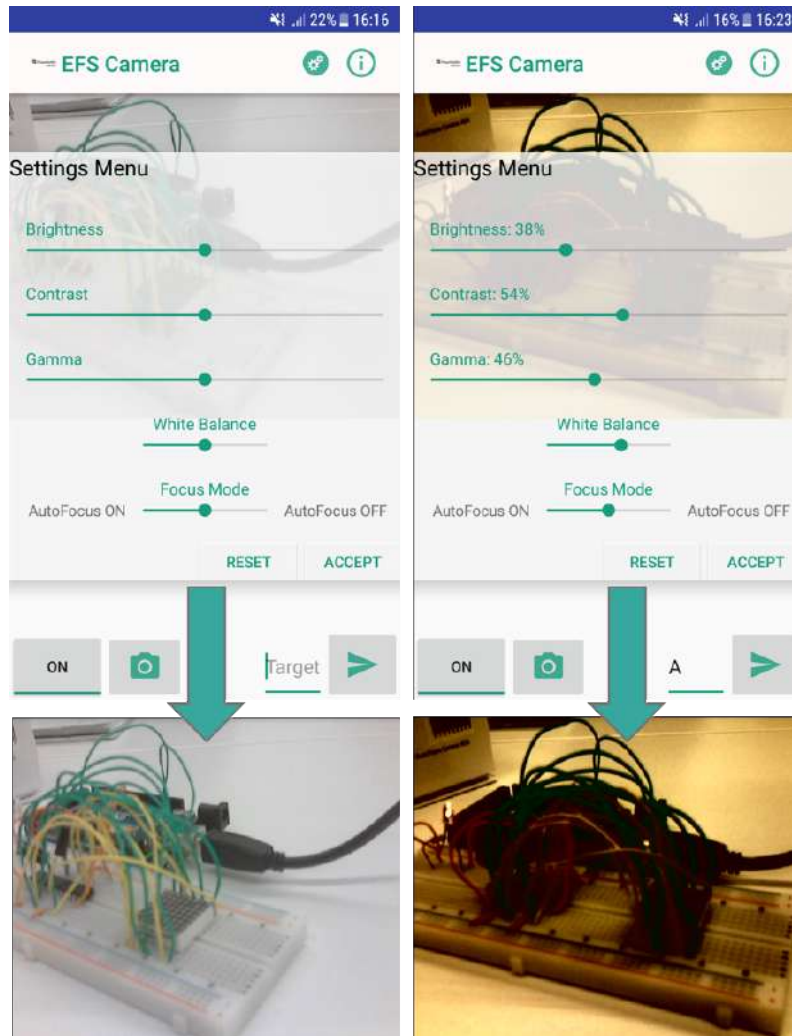 22% 16:16
EFS Camera
Settings Menu
Brightness
Contrast
Gamma
White Balance
Focus Mode
AutoFocus ON
AutoFocus OFF
RESET
ACCEPT
ON
Target
16% 16:23
EFS Camera
Settings Menu
Brightness: 38%
Contrast: 54%
Gamma: 46%
White Balance
Focus Mode
AutoFocus ON
AutoFocus OFF
RESET
ACCEPT
ON
A